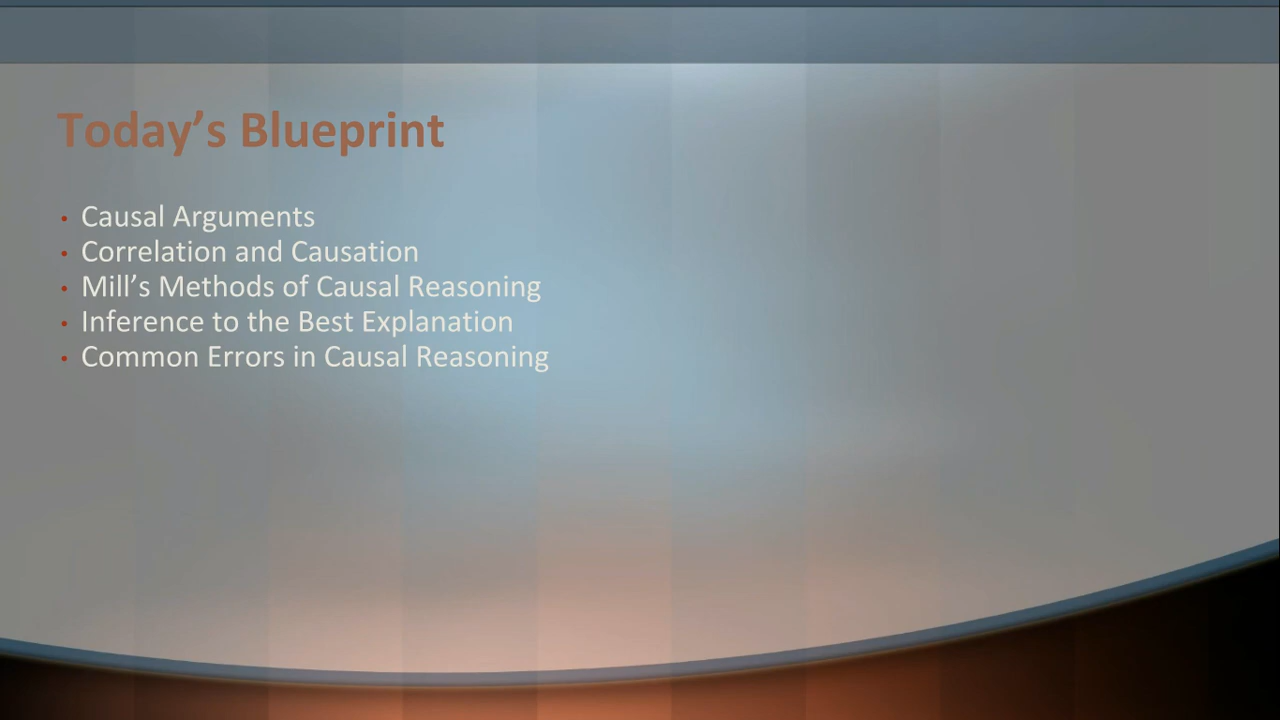 Today’s Blueprint
• Causal Arguments
• Correlation and Causation
• Mill’s Methods of Causal Reasoning
• Inference to the Best Explanation
• Common Errors in Causal Reasoning